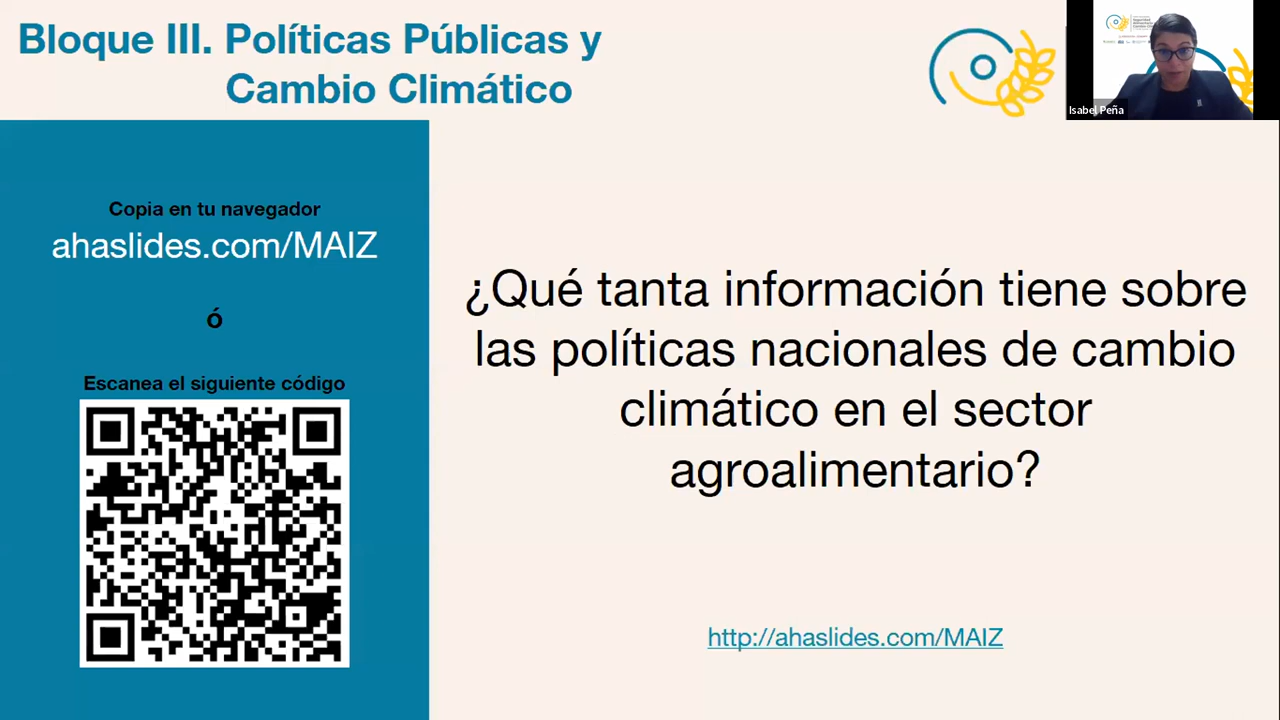 Bloque III. Políticas Públicas y
Cambio Climático
Isabel Peña
Copia en tu navegador
ahaslides.com/MAIZ
ó
Escanea el siguiente código
¿Qué tanta información tiene sobre
las políticas nacionales de cambio
climático en el sector
agroalimentario?
http://ahaslides.com/MAIZ